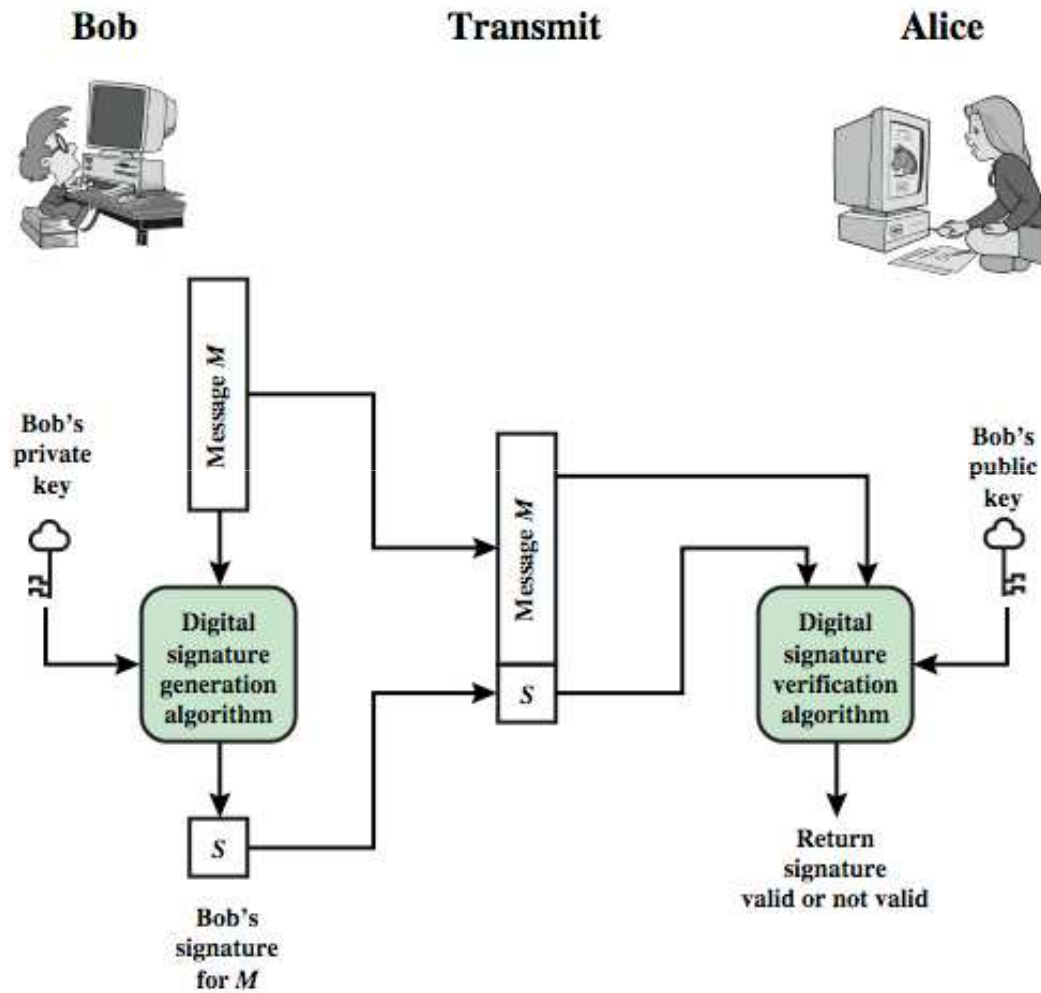 Bob
Transmit
Alice
Message M
Bob's
private
key
Digital
signature
generation
algorithm
S
Bob's
signature
for M
Message M
S
Bob's
public
key
Digital
signature
verification
algorithm
Return
signature
valid or not valid